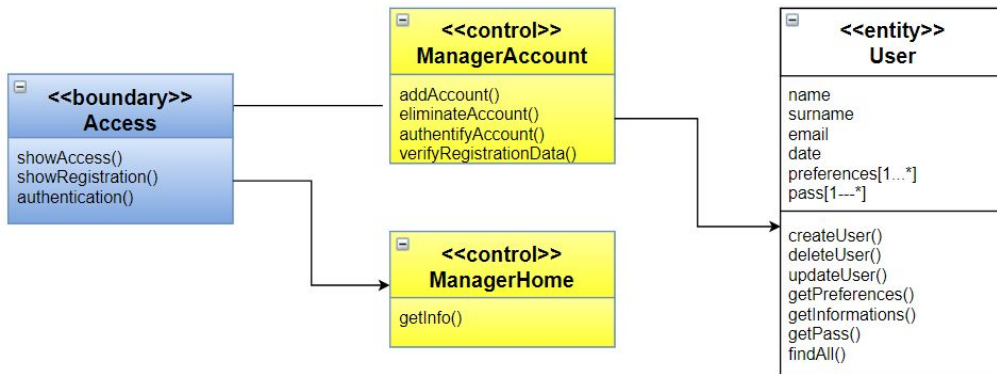 <<boundary>>
Access
showAccess()
showRegistration()
authentication()
<<control>>
ManagerAccount
addAccount()
eliminateAccount()
authentifyAccount()
verifyRegistrationData()
<<control>>
ManagerHome
getInfo()
<<entity>>
User
name
surname
email
date
preferences[1...*]
pass[1---*]
createUser()
deleteUser()
updateUser()
getPreferences()
getInformations()
getPass()
findAll()